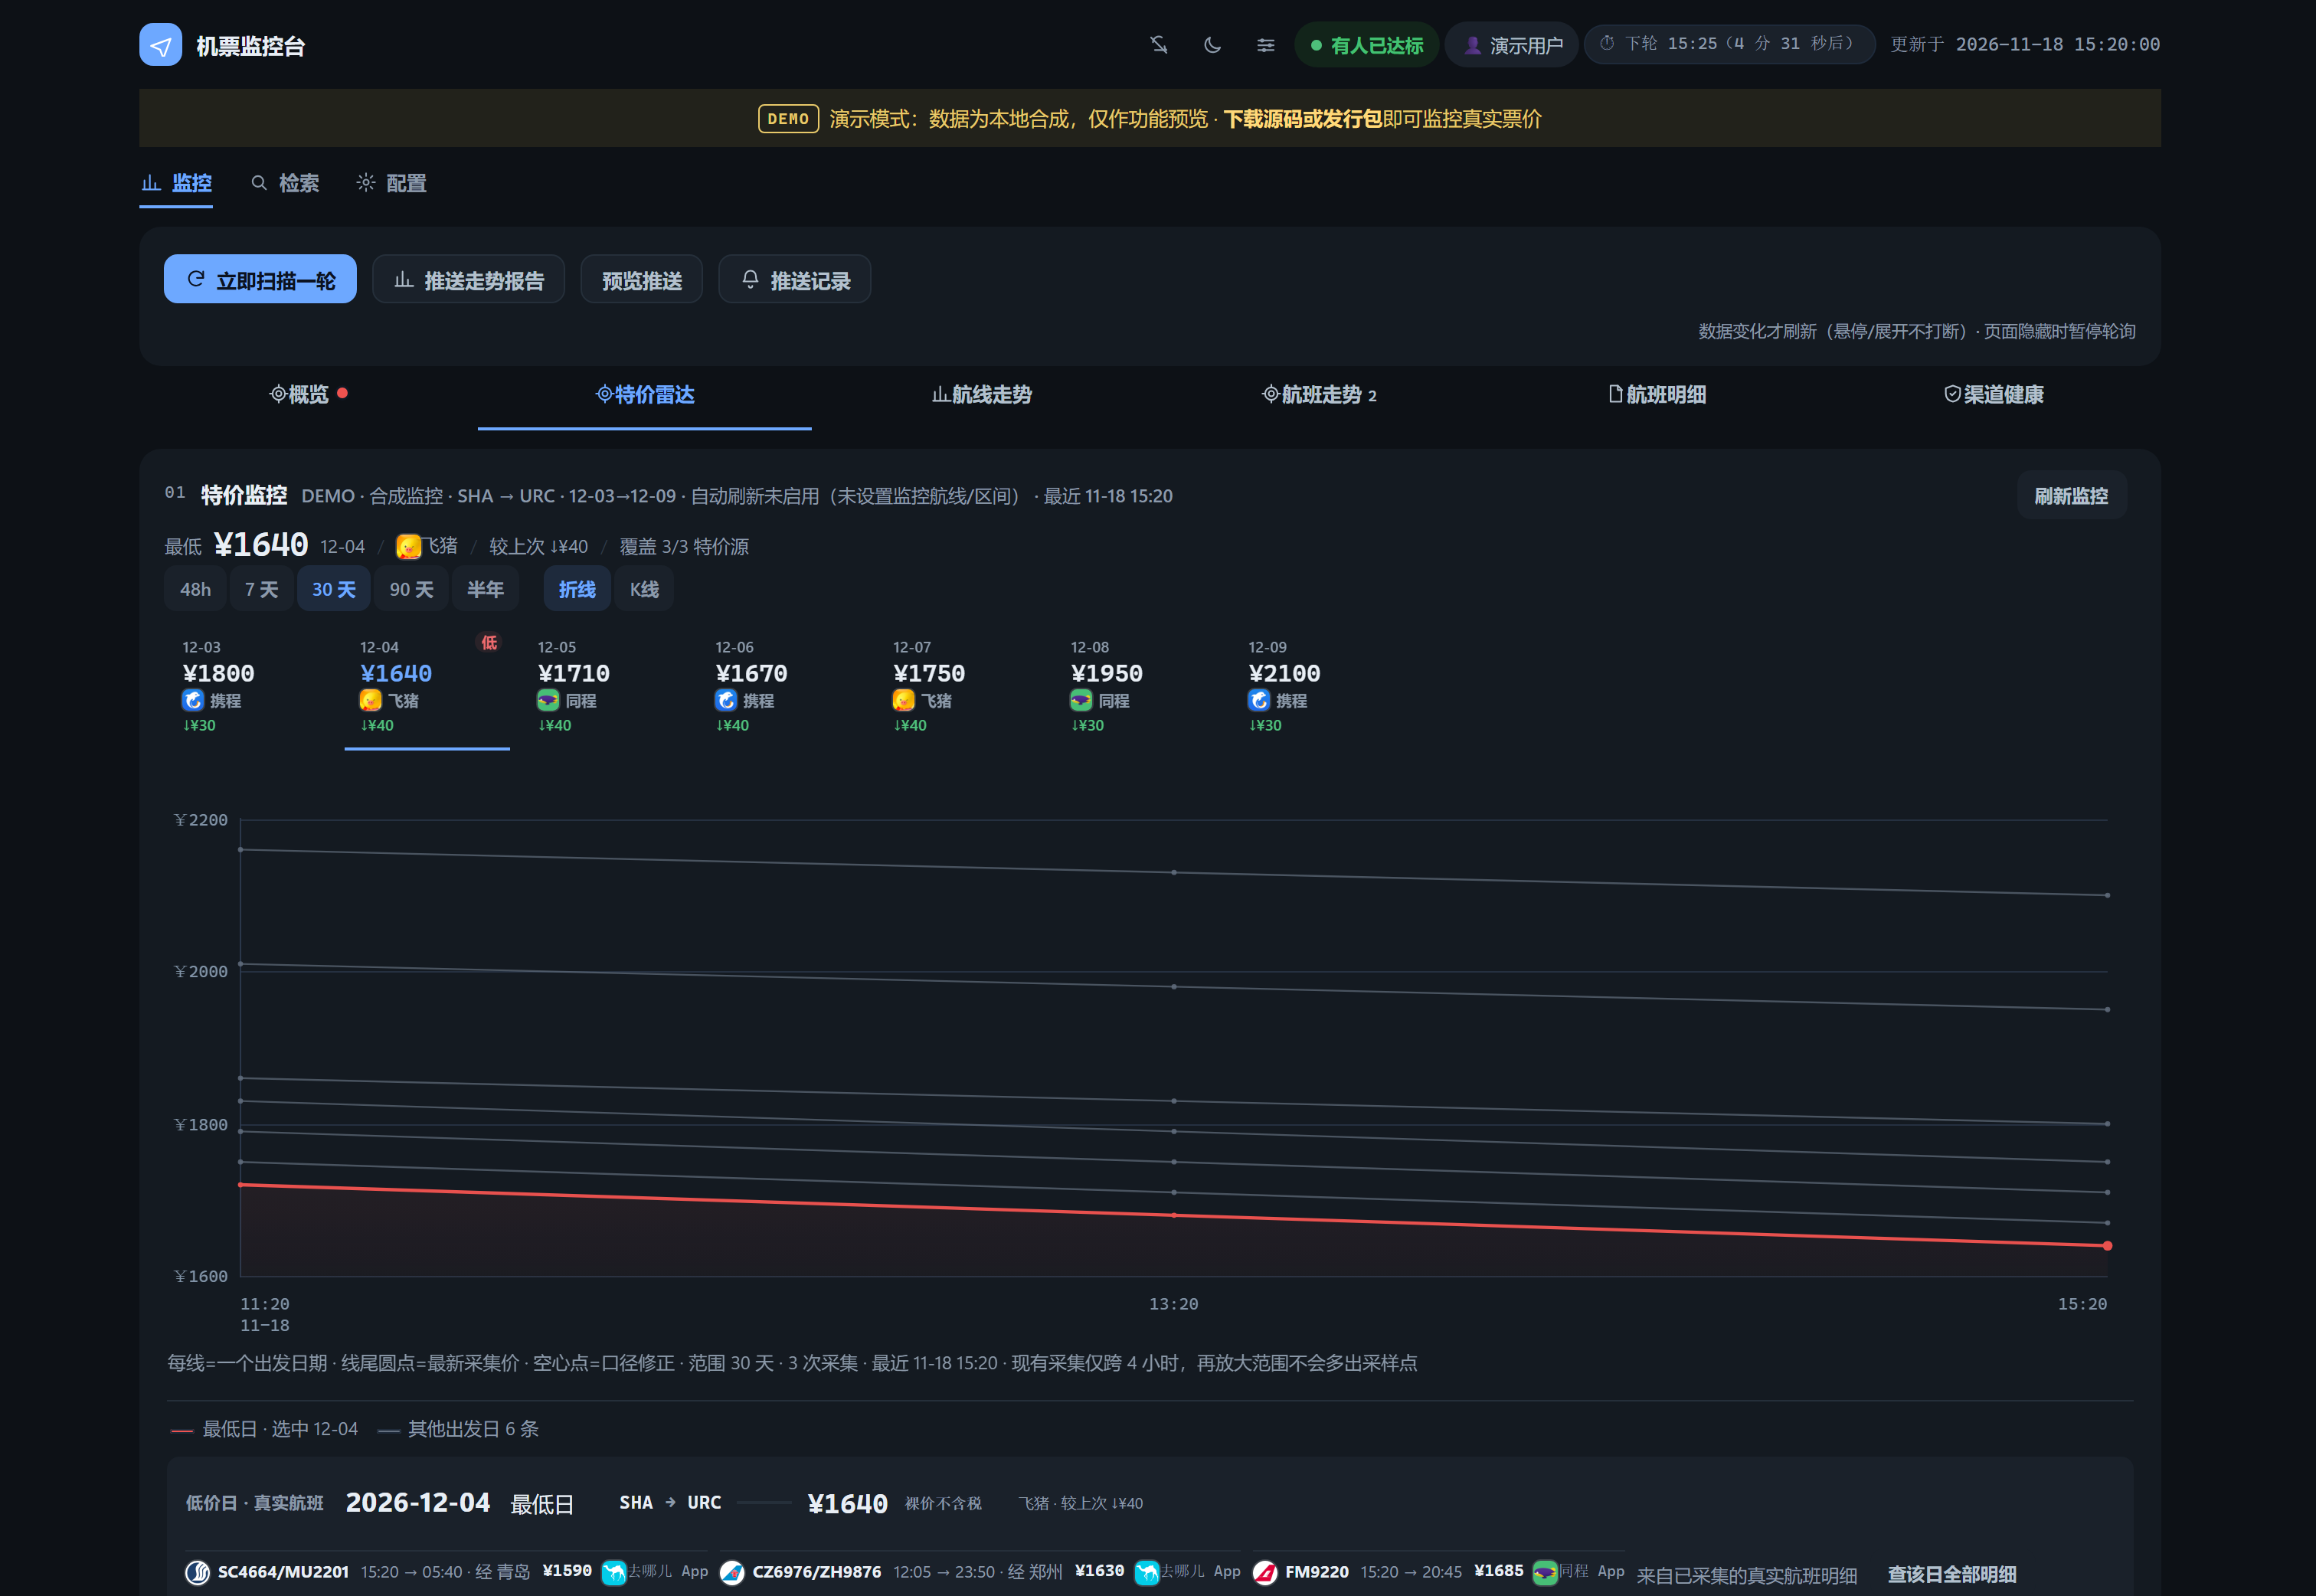 机票监控台
有人已达标
演示用户
下轮 15:25（4 分 31 秒后）
更新于 2026-11-18 15:20:00
DEMO 演示模式：数据为本地合成，仅作功能预览 · 下载源码或发行包即可监控真实票价
监控 检索 配置
立即扫描一轮 推送走势报告 预览推送 推送记录
数据变化才刷新（悬停/展开不打断）· 页面隐藏时暂停轮询
概览 特价雷达 航线走势 航班走势 2 航班明细 渠道健康
01 特价监控 DEMO · 合成监控 · SHA → URC · 12-03→12-09 · 自动刷新未启用（未设置监控航线/区间） · 最近 11-18 15:20 刷新监控
最低 ¥1640 12-04 / 飞猪 / 较上次 ↓¥40 / 覆盖 3/3 特价源
48h 7 天 30 天 90 天 半年 折线 K线
12-03
¥1800
携程
↓¥30
12-04 低
¥1640
飞猪
↓¥40
12-05
¥1710
同程
↓¥40
12-06
¥1670
携程
↓¥40
12-07
¥1750
飞猪
↓¥40
12-08
¥1950
同程
↓¥30
12-09
¥2100
携程
↓¥30
¥2200
¥2000
¥1800
¥1600
11:20 13:20 15:20
11-18
每线=一个出发日期 · 线尾圆点=最新采集价 · 空心点=口径修正 · 范围 30 天 · 3 次采集 · 最近 11-18 15:20 · 现有采集仅跨 4 小时，再放大范围不会多出采样点
最低日 · 选中 12-04 其他出发日 6 条
低价日 · 真实航班 2026-12-04 最低日 SHA → URC ¥1640 裸价不含税 飞猪 · 较上次 ↓¥40
SC4664/MU2201 15:20 → 05:40 · 经 青岛 ¥1590 去哪儿 App
CZ6976/ZH9876 12:05 → 23:50 · 经 郑州 ¥1630 去哪儿 App
FM9220 15:20 → 20:45 ¥1685 同程 App
来自已采集的真实航班明细 查该日全部明细